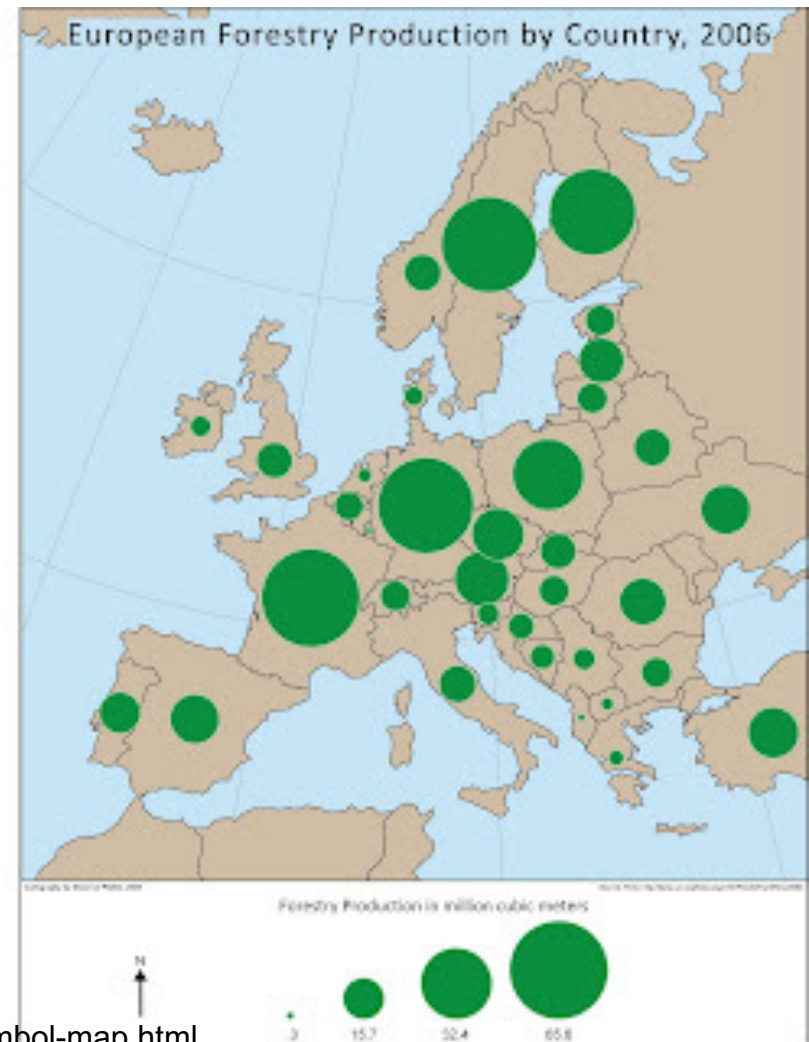 European Forestry Production by Country, 2006
Forestry Production in million cubic meters
N
.3 15.7 32.4 65.6
mbol-map.html